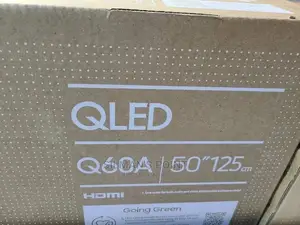 QLED
Q60A 50" 125cm
HDMI
Going Green